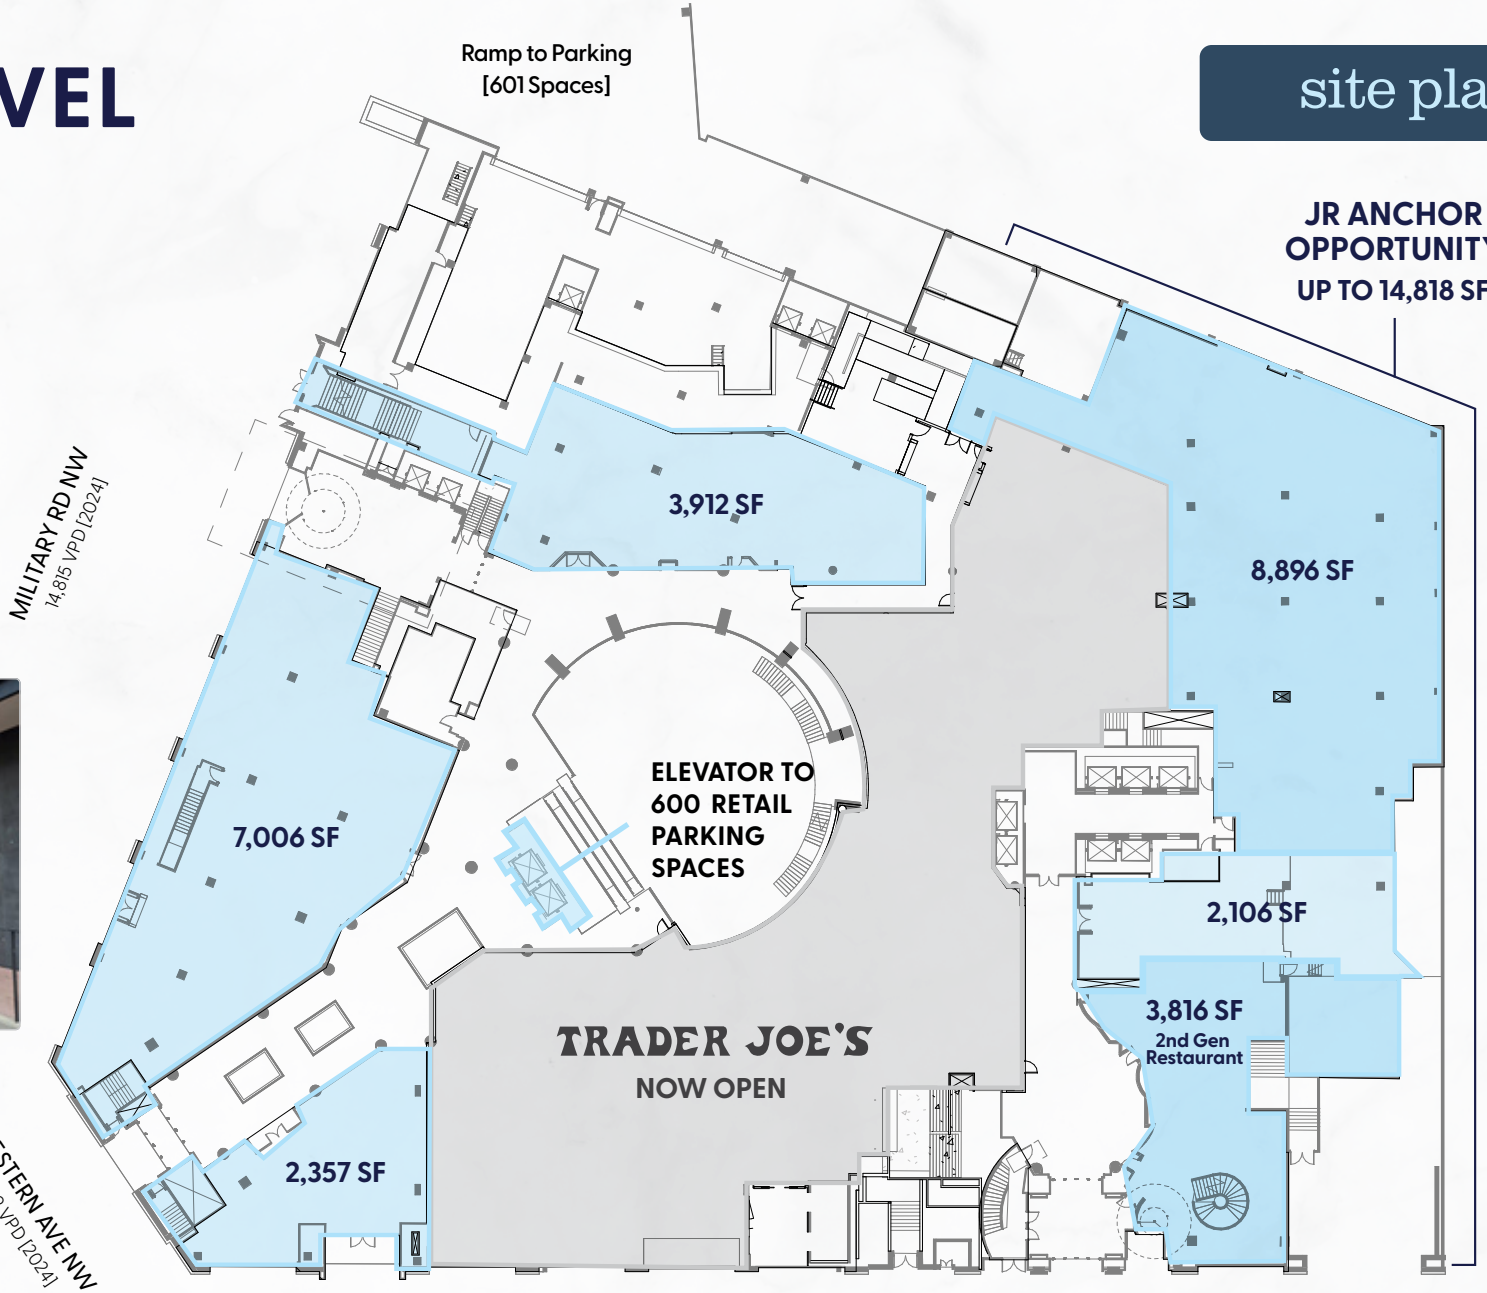 VEL
Ramp to Parking
[601 Spaces]
site pla
JR ANCHOR
OPPORTUNITY
UP TO 14,818 SF
MILITARY RD NW
14,815 VPD [2024]
3,912 SF
8,896 SF
7,006 SF
ELEVATOR TO
600 RETAIL
PARKING
SPACES
2,106 SF
3,816 SF
2nd Gen
Restaurant
TRADER JOE'S
NOW OPEN
2,357 SF
STERN AVE NW
VPD [2024]